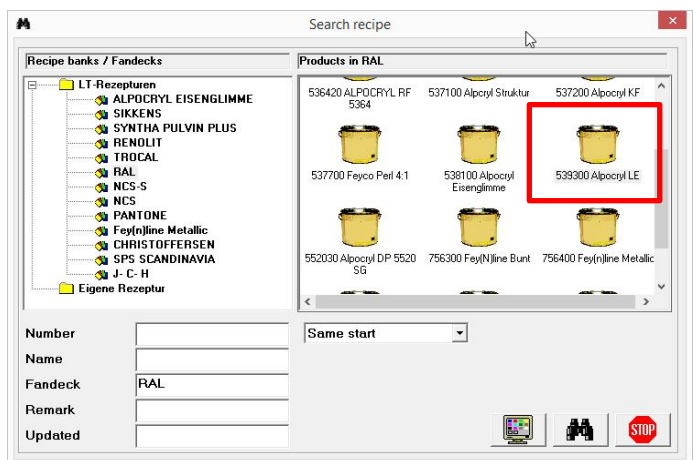 Search recipe
Recipe banks / Fandecks
LT-Rezepturen
ALPOCRYL EISENGLIMME
SIKKENS
SYNTHA PULVIN PLUS
RENOLIT
TROCAL
RAL
NCS-S
NCS
PANTONE
Fey(n)line Metallic
CHRISTOFFERSEN
SPS SCANDINAVIA
J- C- H
Eigene Rezeptur
Products in RAL
536420 ALPOCRYL RF
5364
537100 Alpcryl Struktur
537200 Alpocryl KF
537700 Feyco Perl 4:1
538100 Alpocryl
Eisenglimme
539300 Alpocryl LE
552030 Alpocryl DP 5520
SG
756300 Fey(N)line Bunt
756400 Fey(n)line Metallic
Number
Same start
Name
Fandeck RAL
Remark
Updated
STOP